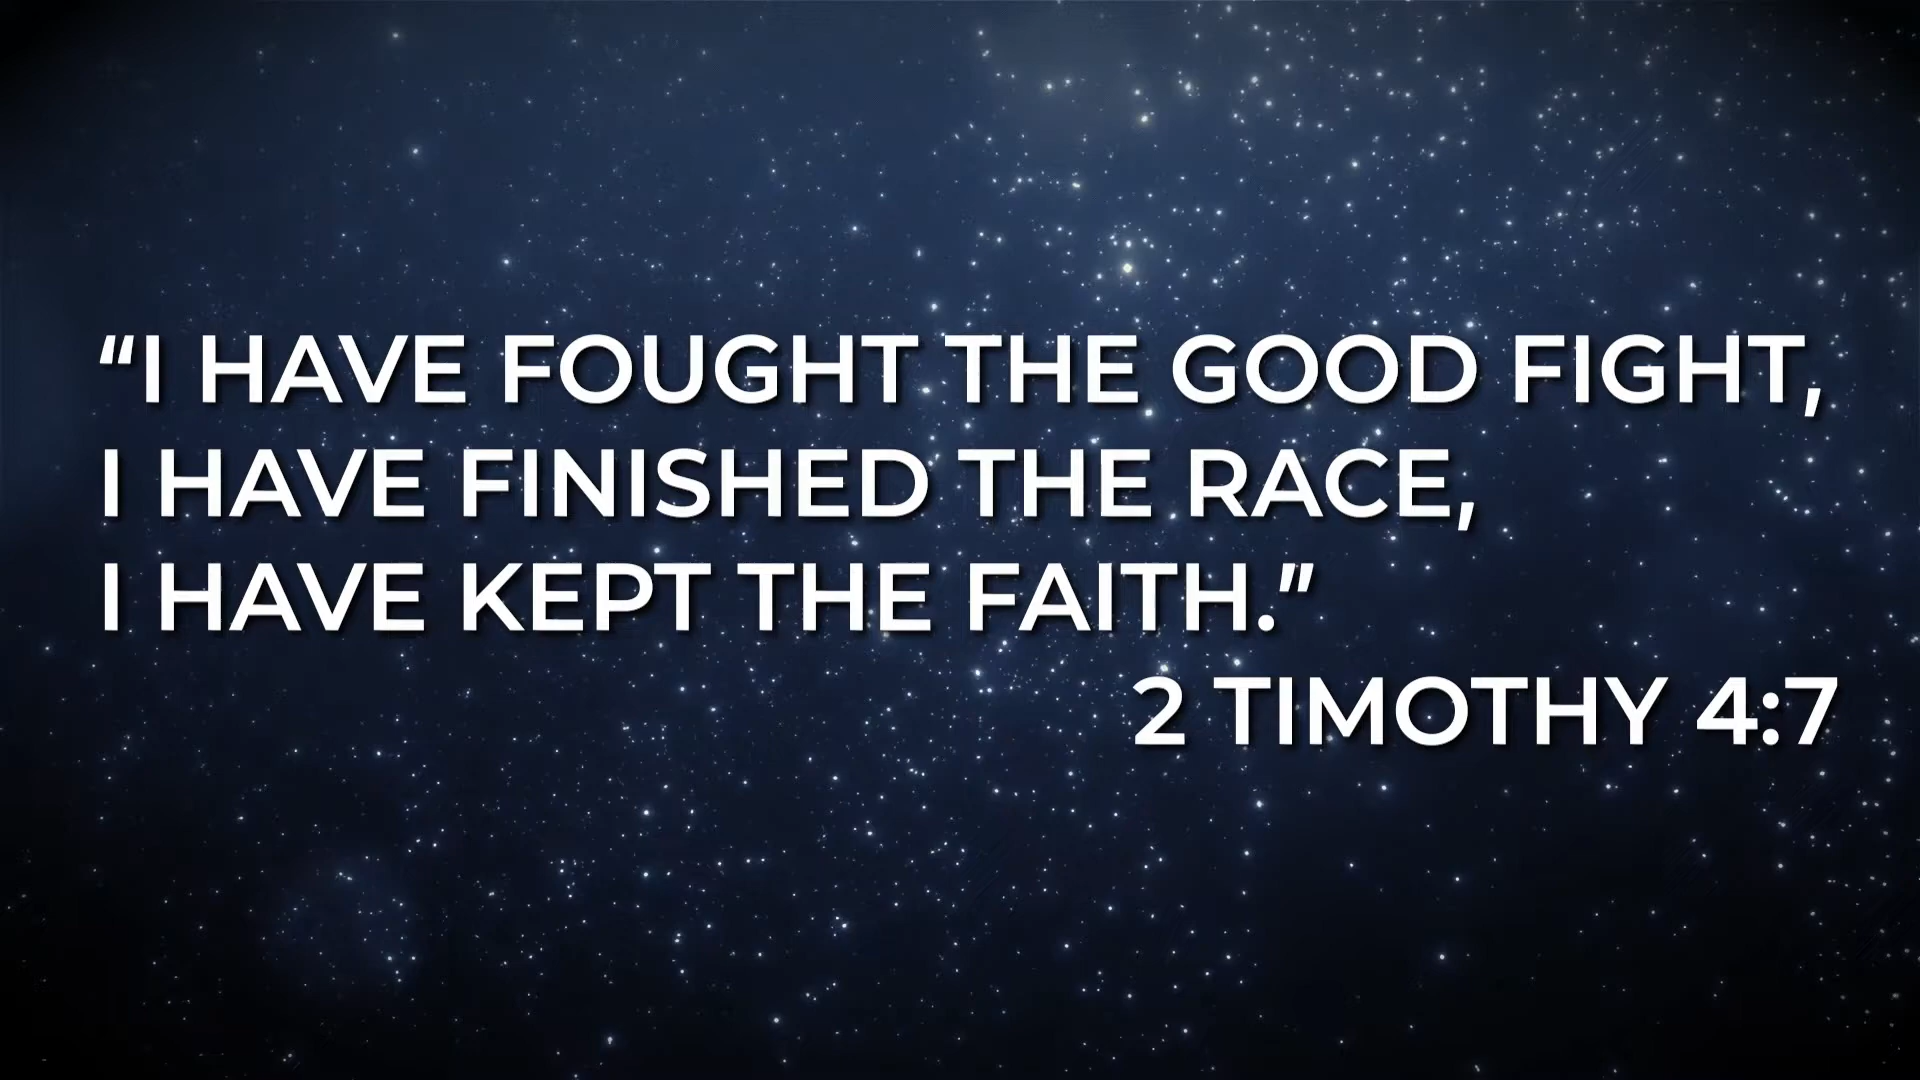 “I HAVE FOUGHT THE GOOD FIGHT,
I HAVE FINISHED THE RACE,
I HAVE KEPT THE FAITH.”
2 TIMOTHY 4:7